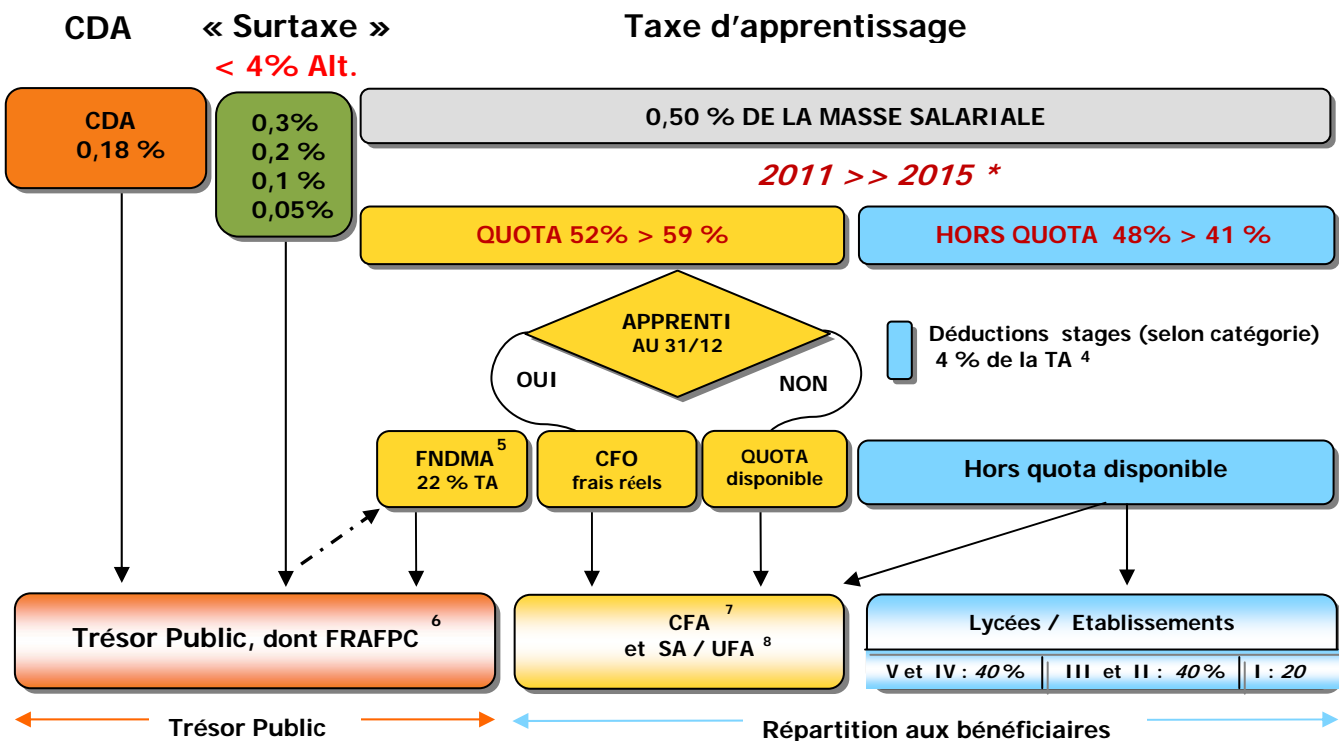 CDA
« Surtaxe »
< 4% Alt.
Taxe d'apprentissage
CDA
0,18 %
0,3%
0,2 %
0,1 %
0,05%
0,50 % DE LA MASSE SALARIALE
2011 >> 2015 *
QUOTA 52% > 59 %
HORS QUOTA 48% > 41 %
APPRENTI
AU 31/12
OUI
NON
Déductions stages (selon catégorie)
4 % de la TA 4
FNDMA 5
22 % TA
CFO
frais réels
QUOTA
disponible
Hors quota disponible
Trésor Public, dont FRAFPC 6
CFA 7
et SA / UFA 8
Lycées / Etablissements
V et IV : 40% III et II : 40% I : 20
Trésor Public
Répartition aux bénéficiaires